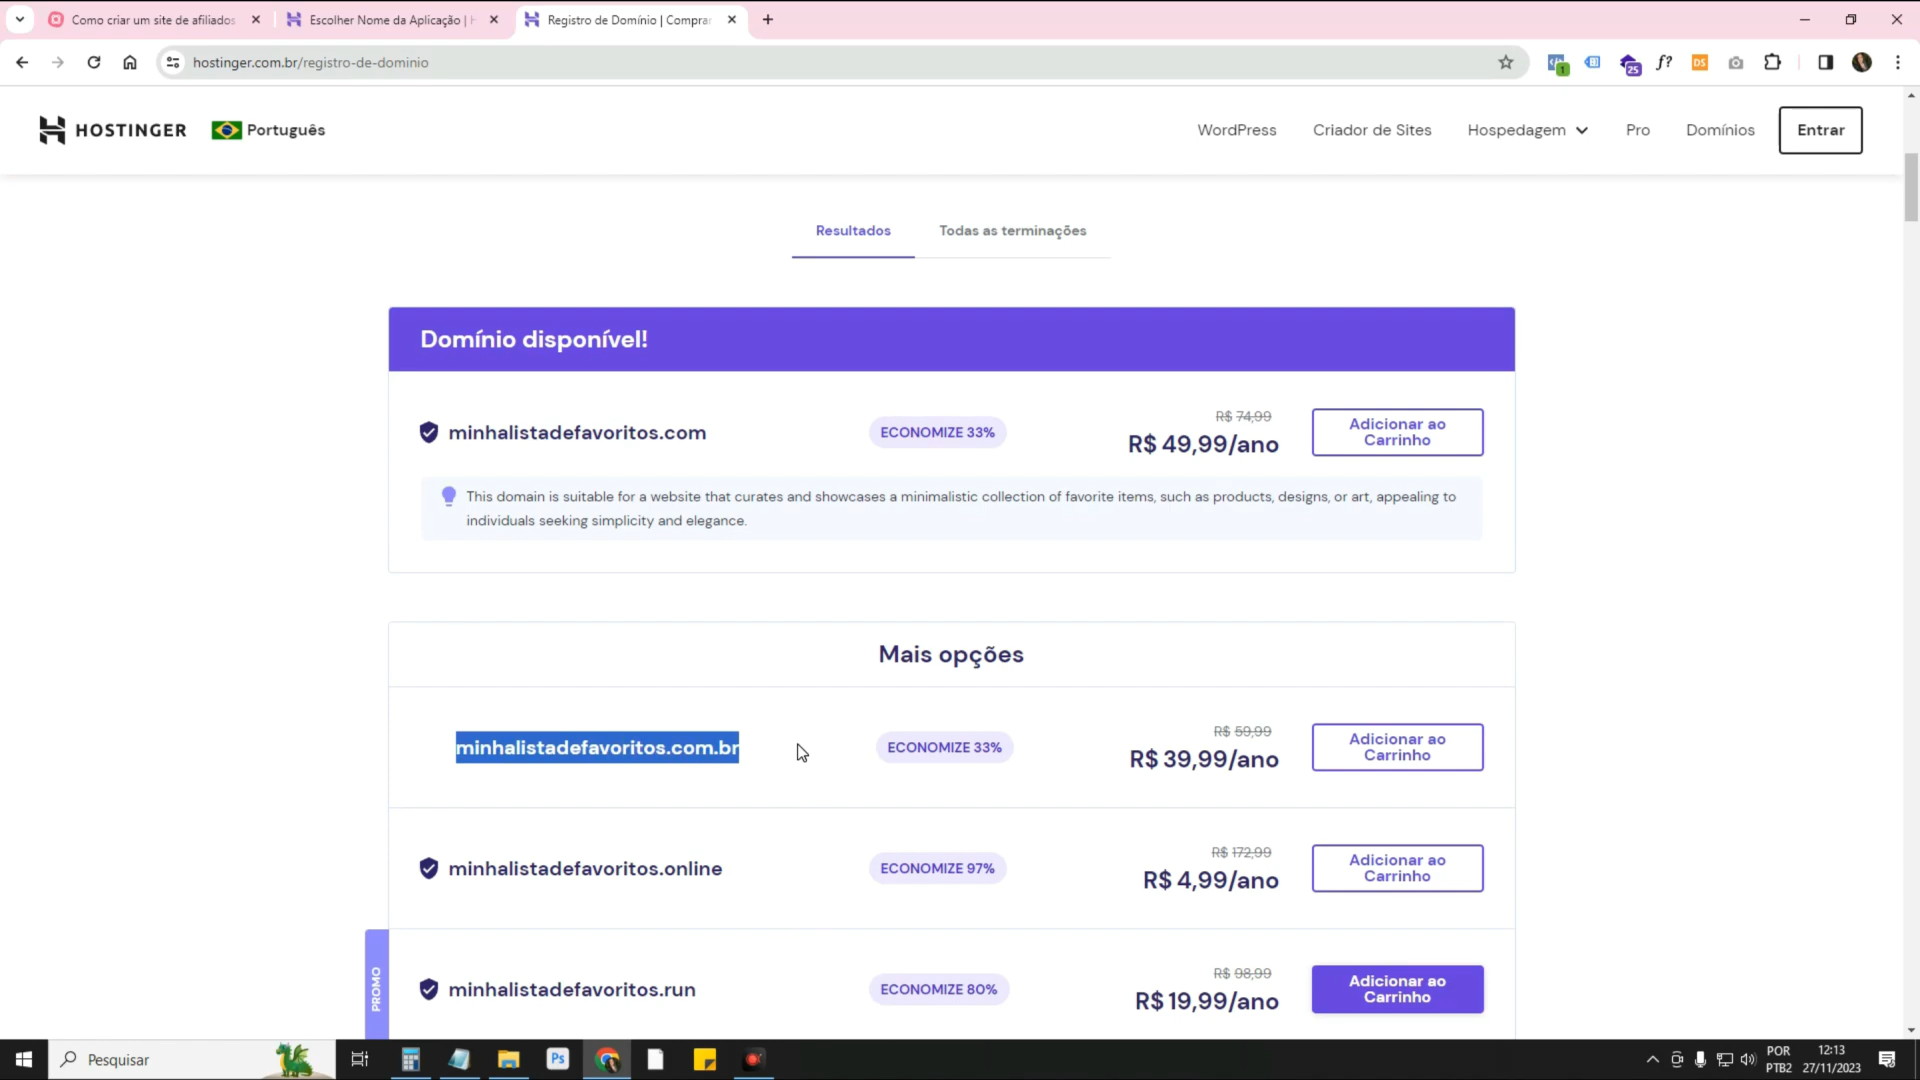 Como criar um site de afiliados
Escolher Nome da Aplicação | H
Registro de Domínio | Comprar
hostinger.com.br/registro-de-dominio
1
25
f?
DS
HOSTINGER
Português
WordPress
Criador de Sites
Hospedagem
Pro
Domínios
Entrar
Resultados
Todas as terminações
Domínio disponível!
minhalistadefavoritos.com
ECONOMIZE 33%
R$ 74,99
R$ 49,99/ano
Adicionar ao
Carrinho
This domain is suitable for a website that curates and showcases a minimalistic collection of favorite items, such as products, designs, or art, appealing to
individuals seeking simplicity and elegance.
Mais opções
minhalistadefavoritos.com.br
ECONOMIZE 33%
R$ 59,99
R$ 39,99/ano
Adicionar ao
Carrinho
minhalistadefavoritos.online
ECONOMIZE 97%
R$ 172,99
R$ 4,99/ano
Adicionar ao
Carrinho
PROMO
minhalistadefavoritos.run
ECONOMIZE 80%
R$ 98,99
R$ 19,99/ano
Adicionar ao
Carrinho
Pesquisar
Ps
POR
PTB2
12:13
27/11/2023